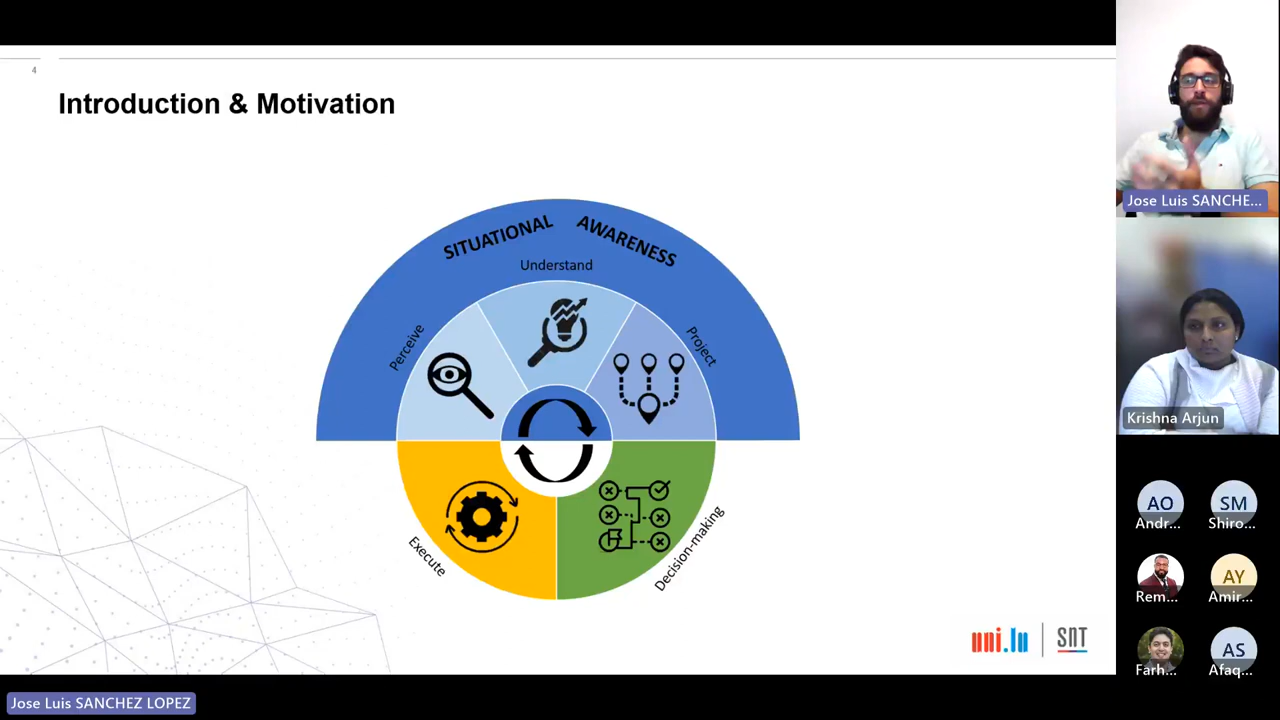 4
Introduction & Motivation
SITUATIONAL AWARENESS
Understand
Perceive
Project
Execute
Decision-making
uni.lu
SNT
Jose Luis SANCHE...
Krishna Arjun
AO
Andr...
SM
Shiro...
Rem...
AY
Amir...
Farh...
AS
Afaq...
Jose Luis SANCHEZ LOPEZ